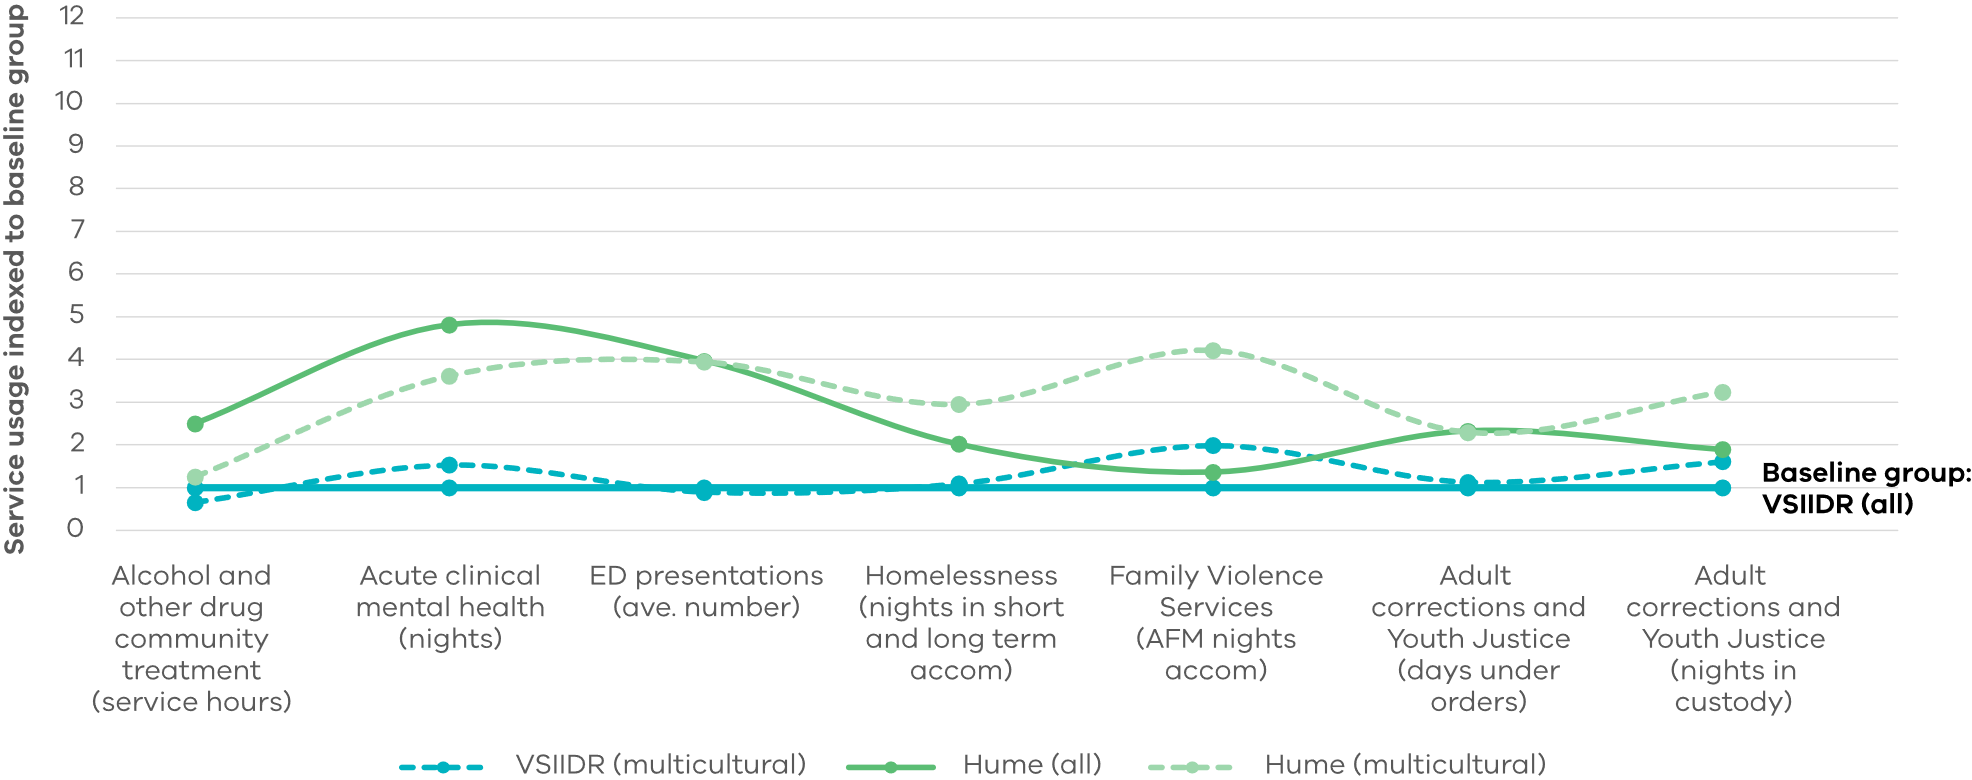 Service usage indexed to baseline group
12
11
10
9
8
7
6
5
4
3
2
1
0
Baseline group:
VSIIDR (all)
Alcohol and
other drug
community
treatment
(service hours)
Acute clinical
mental health
(nights)
ED presentations
(ave. number)
Homelessness
(nights in short
and long term
accom)
Family Violence
Services
(AFM nights
accom)
Adult
corrections and
Youth Justice
(days under
orders)
Adult
corrections and
Youth Justice
(nights in
custody)
VSIIDR (multicultural)
Hume (all)
Hume (multicultural)